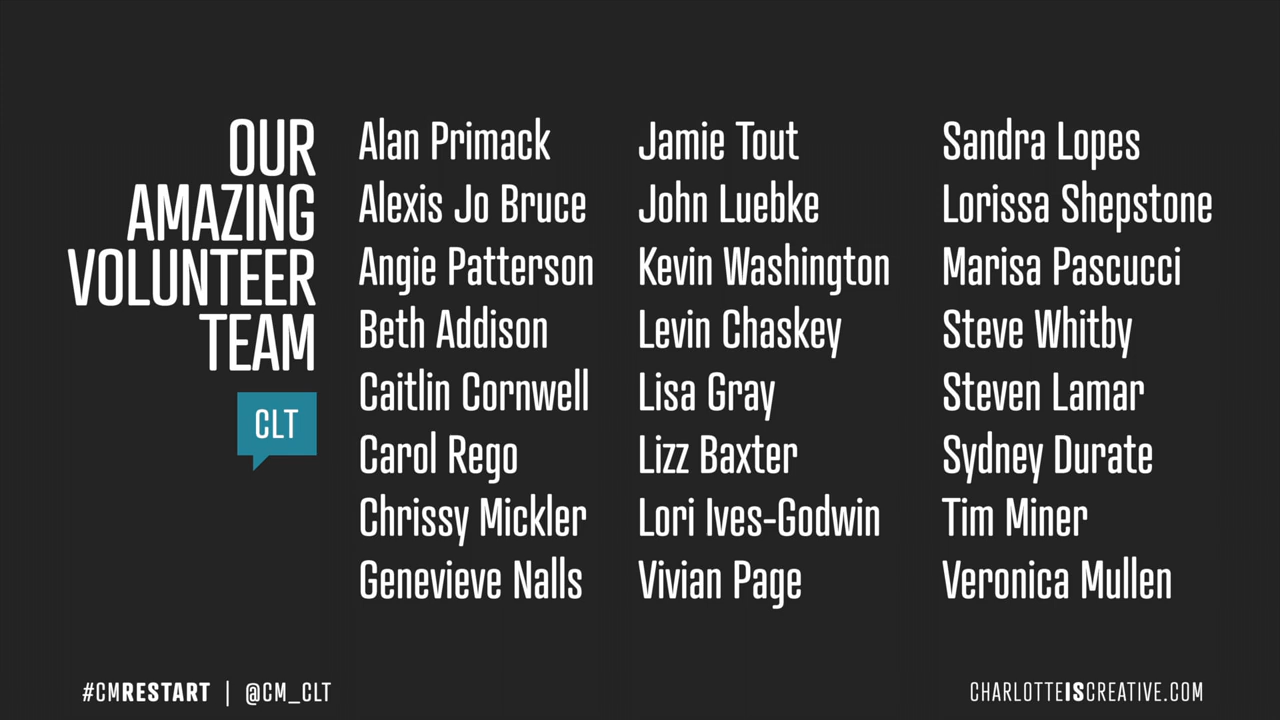 OUR
AMAZING
VOLUNTEER
TEAM
CLT
Alan Primack
Alexis Jo Bruce
Angie Patterson
Beth Addison
Caitlin Cornwell
Carol Rego
Chrissy Mickler
Genevieve Nalls
Jamie Tout
John Luebke
Kevin Washington
Levin Chaskey
Lisa Gray
Lizz Baxter
Lori Ives-Godwin
Vivian Page
Sandra Lopes
Lorissa Shepstone
Marisa Pascucci
Steve Whitby
Steven Lamar
Sydney Durate
Tim Miner
Veronica Mullen
#CMRESTART | @CM_CLT
CHARLOTTEISCREATIVE.COM